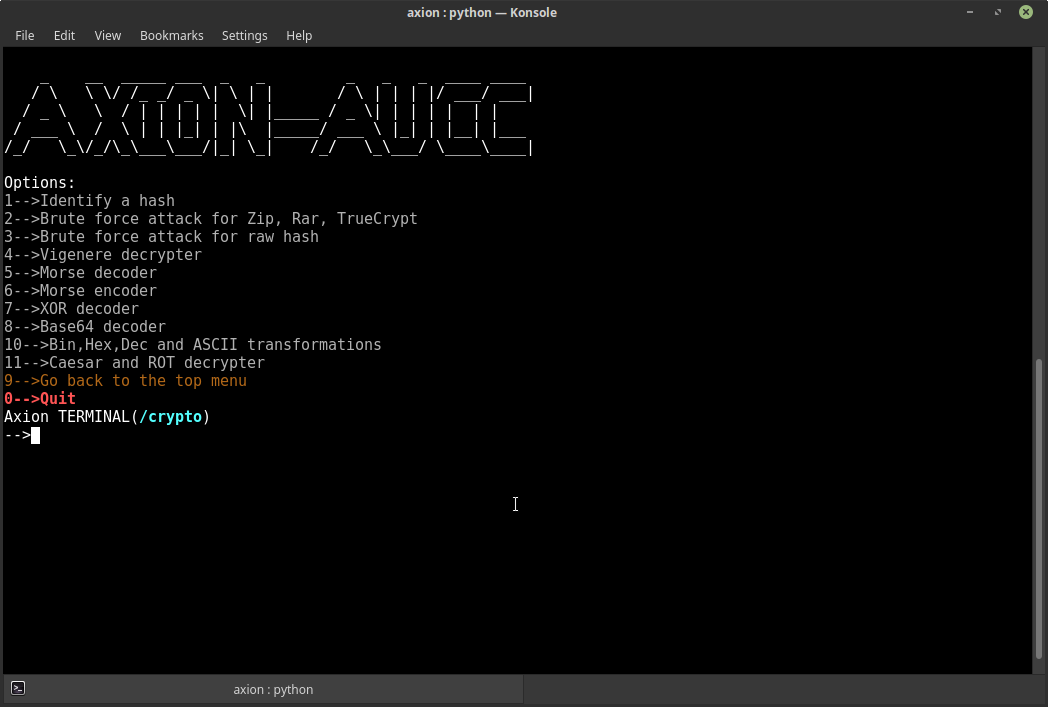 axion : python — Konsole
File Edit View Bookmarks Settings Help
AXION-AUCC
Options:
1-->Identify a hash
2-->Brute force attack for Zip, Rar, TrueCrypt
3-->Brute force attack for raw hash
4-->Vigenere decrypter
5-->Morse decoder
6-->Morse encoder
7-->XOR decoder
8-->Base64 decoder
10-->Bin,Hex,Dec and ASCII transformations
11-->Caesar and ROT decrypter
9-->Go back to the top menu
0-->Quit
Axion TERMINAL(/crypto)
-->
axion : python